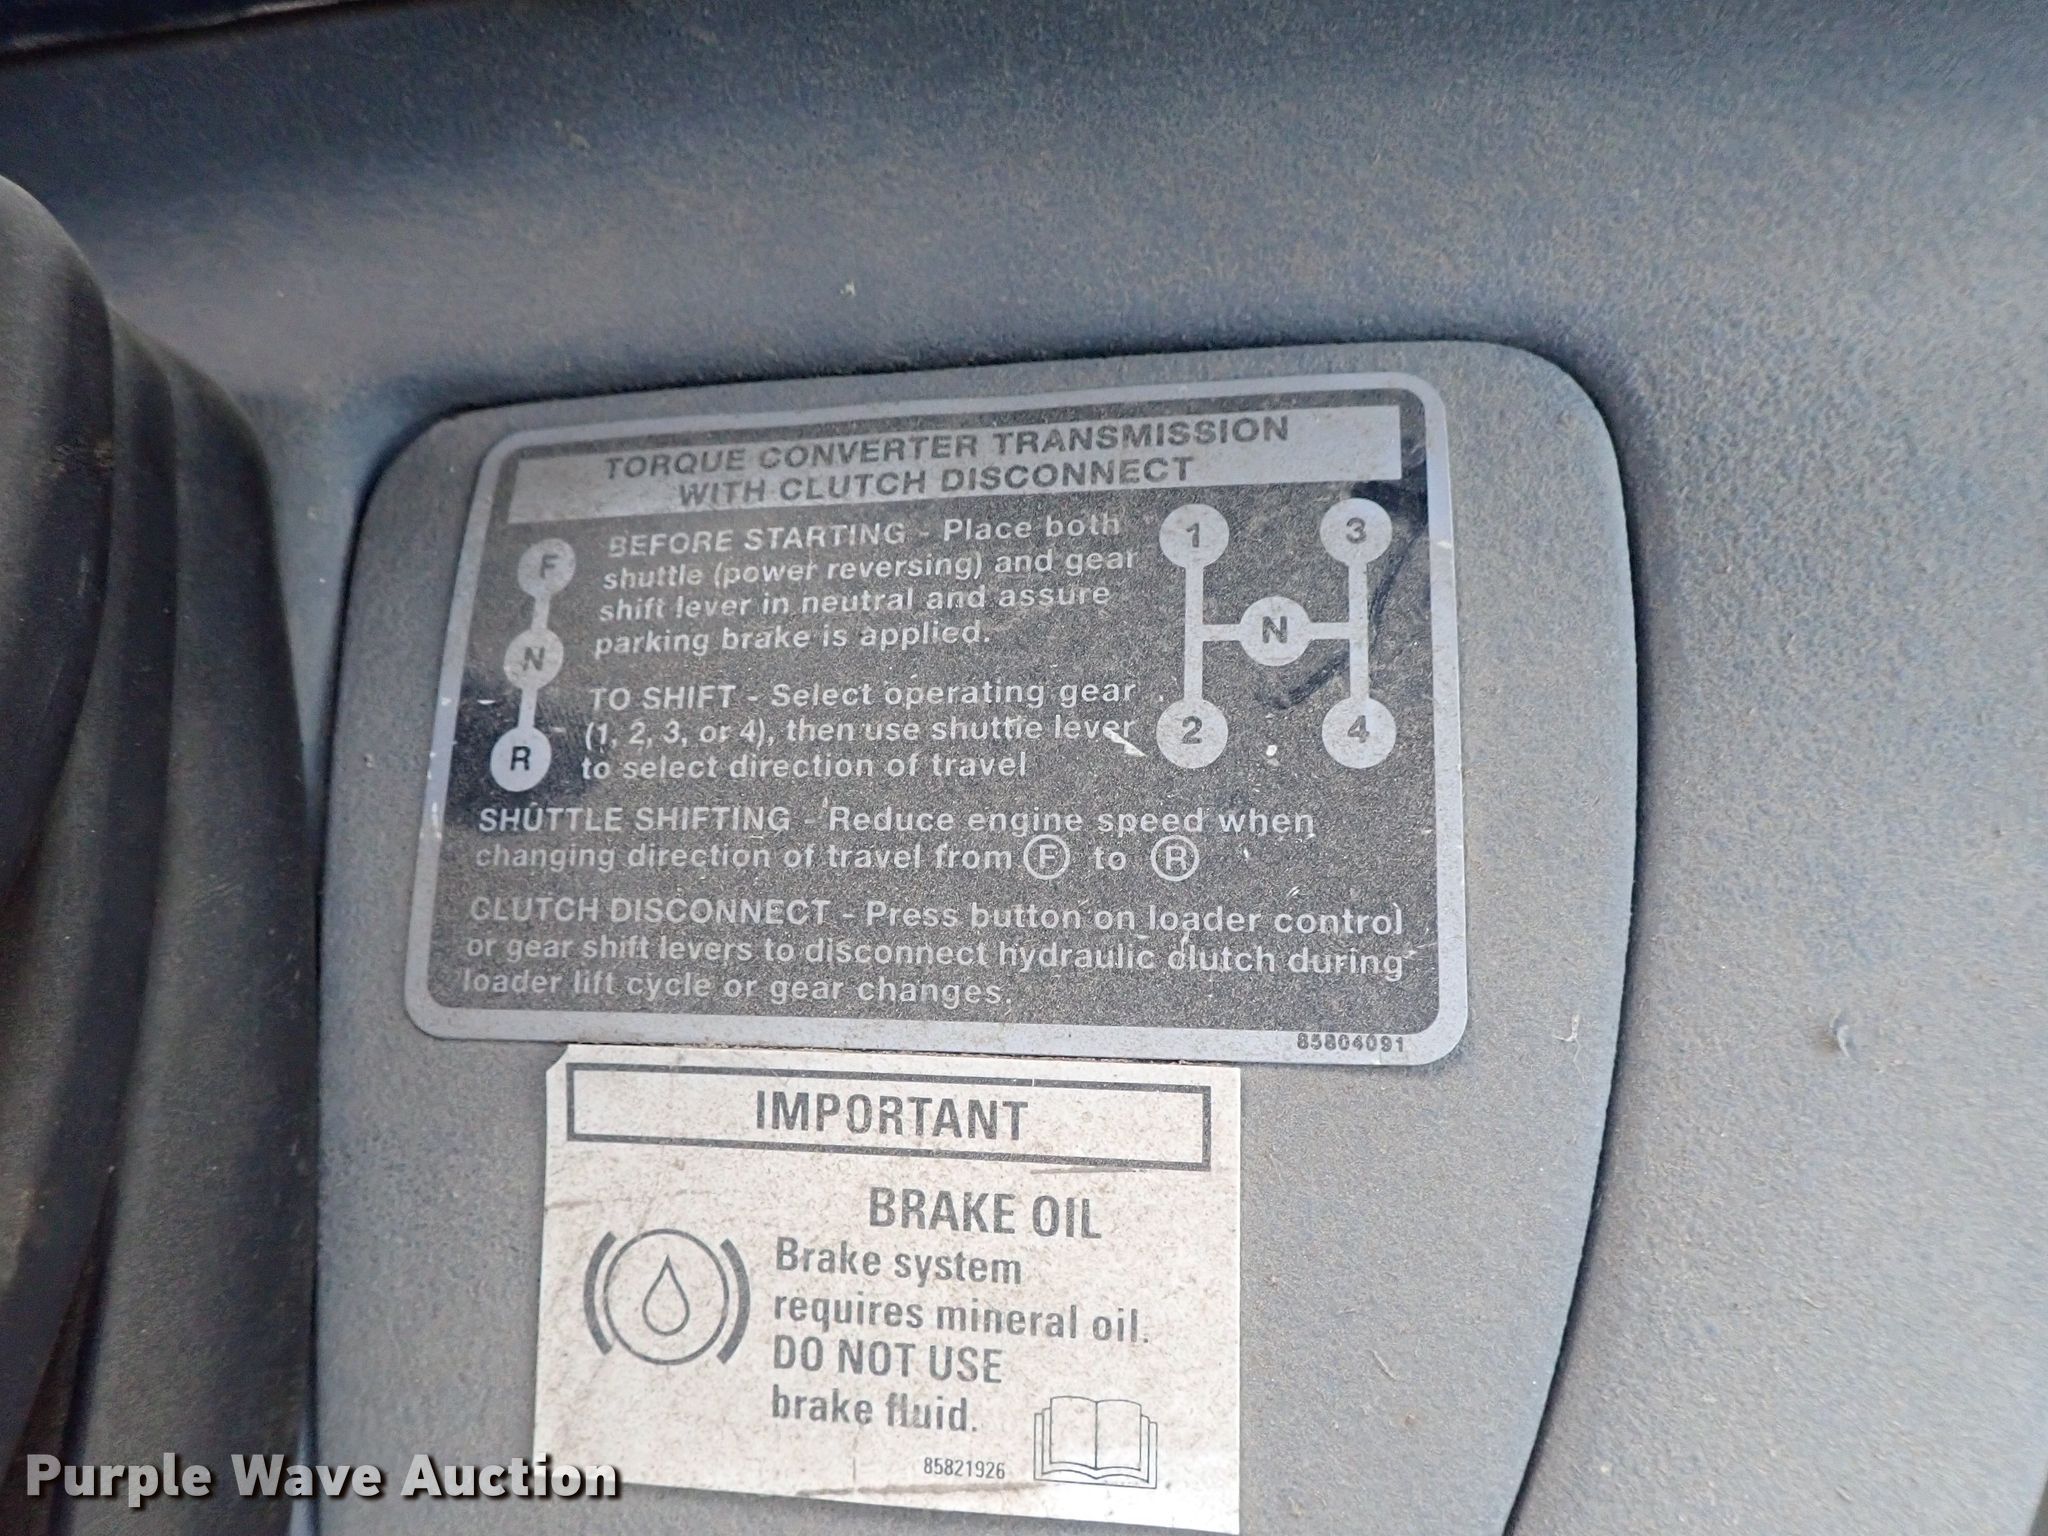 TORQUE CONVERTER TRANSMISSION
WITH CLUTCH DISCONNECT
F
N
R
BEFORE STARTING - Place both
shuttle (power reversing) and gear
shift lever in neutral and assure
parking brake is applied.
TO SHIFT - Select operating gear
(1, 2, 3, or 4), then use shuttle lever
to select direction of travel
1
3
N
2
4
SHUTTLE SHIFTING - Reduce engine speed when
changing direction of travel from F to R
CLUTCH DISCONNECT - Press button on loader control
or gear shift levers to disconnect hydraulic clutch during
loader lift cycle or gear changes.
85804091
IMPORTANT
BRAKE OIL
Brake system
requires mineral oil.
DO NOT USE
brake fluid.
85821926
Purple Wave Auction